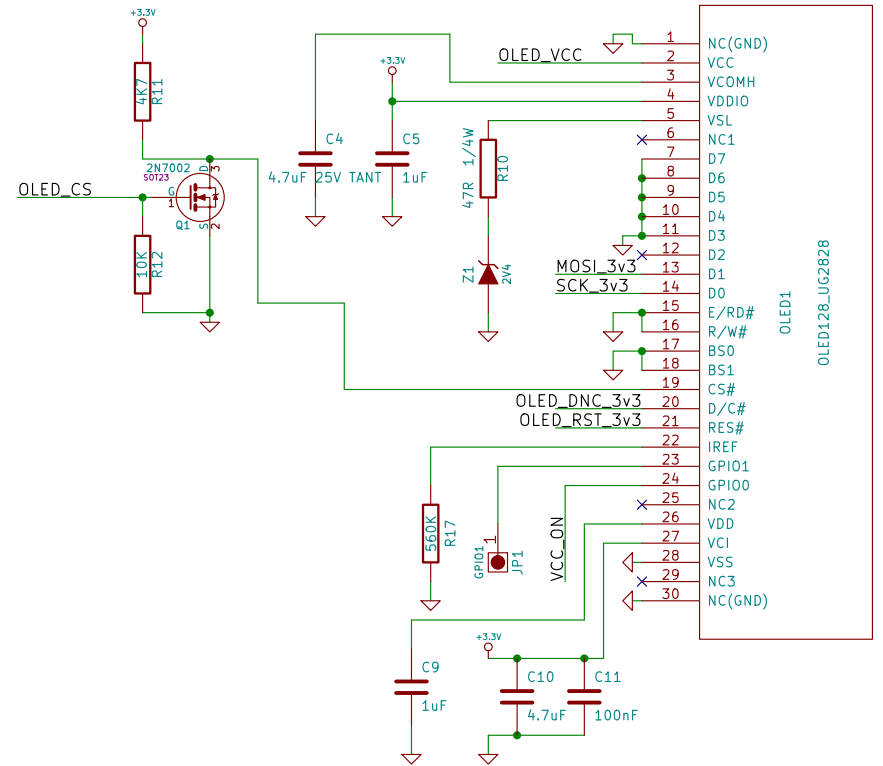 +3.3V
4K7
R11
2N7002
SOT23
D
3
G
1
S
2
Q1
OLED_CS
10K
R12
C4
4.7uF 25V TANT
+3.3V
C5
1uF
OLED_VCC
47R 1/4W
R10
Z1
2V4
MOSI_3v3
SCK_3v3
OLED_DNC_3v3
OLED_RST_3v3
560K
R17
GPIO1
1
JP1
VCC_ON
C9
1uF
+3.3V
C10
4.7uF
C11
100nF
1 NC(GND)
2 VCC
3 VCOMH
4 VDDIO
5 VSL
6 NC1
7 D7
8 D6
9 D5
10 D4
11 D3
12 D2
13 D1
14 D0
15 E/RD#
16 R/W#
17 BS0
18 BS1
19 CS#
20 D/C#
21 RES#
22 IREF
23 GPIO1
24 GPIO0
25 NC2
26 VDD
27 VCI
28 VSS
29 NC3
30 NC(GND)
OLED1
OLED128_UG2828